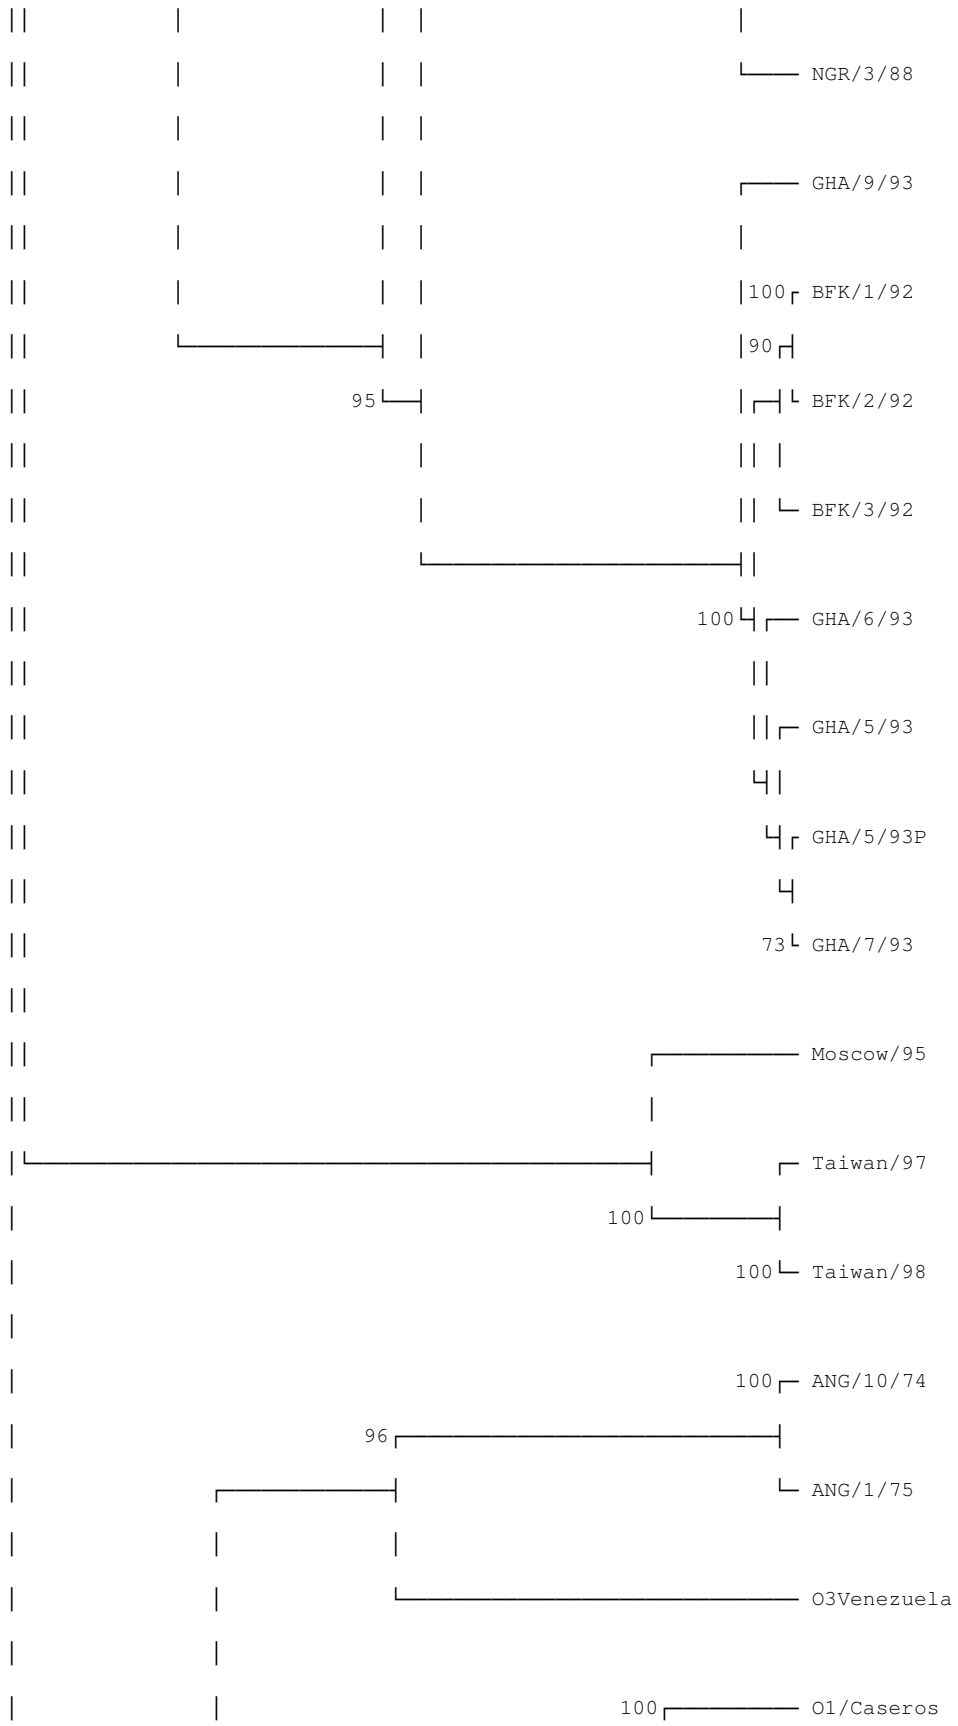 NGR/3/88
GHA/9/93
100 BFK/1/92
90
95 BFK/2/92
BFK/3/92
100 GHA/6/93
GHA/5/93
GHA/5/93P
73 GHA/7/93
Moscow/95
Taiwan/97
100
100 Taiwan/98
100 ANG/10/74
96
ANG/1/75
O3Venezuela
100 O1/Caseros